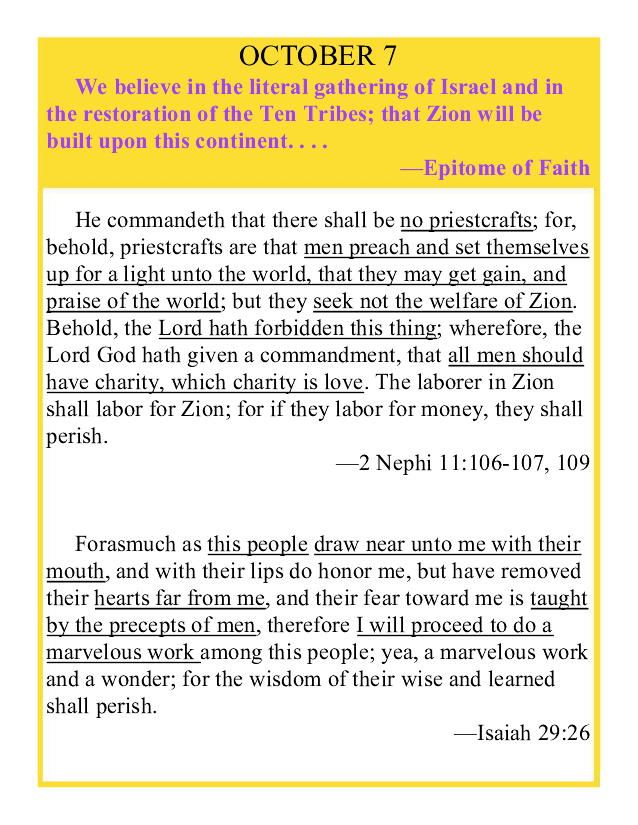 OCTOBER 7
We believe in the literal gathering of Israel and in
the restoration of the Ten Tribes; that Zion will be
built upon this continent. . . .
—Epitome of Faith
He commandeth that there shall be no priestcrafts; for,
behold, priestcrafts are that men preach and set themselves
up for a light unto the world, that they may get gain, and
praise of the world; but they seek not the welfare of Zion.
Behold, the Lord hath forbidden this thing; wherefore, the
Lord God hath given a commandment, that all men should
have charity, which charity is love. The laborer in Zion
shall labor for Zion; for if they labor for money, they shall
perish.
—2 Nephi 11:106-107, 109
Forasmuch as this people draw near unto me with their
mouth, and with their lips do honor me, but have removed
their hearts far from me, and their fear toward me is taught
by the precepts of men, therefore I will proceed to do a
marvelous work among this people; yea, a marvelous work
and a wonder; for the wisdom of their wise and learned
shall perish.
—Isaiah 29:26